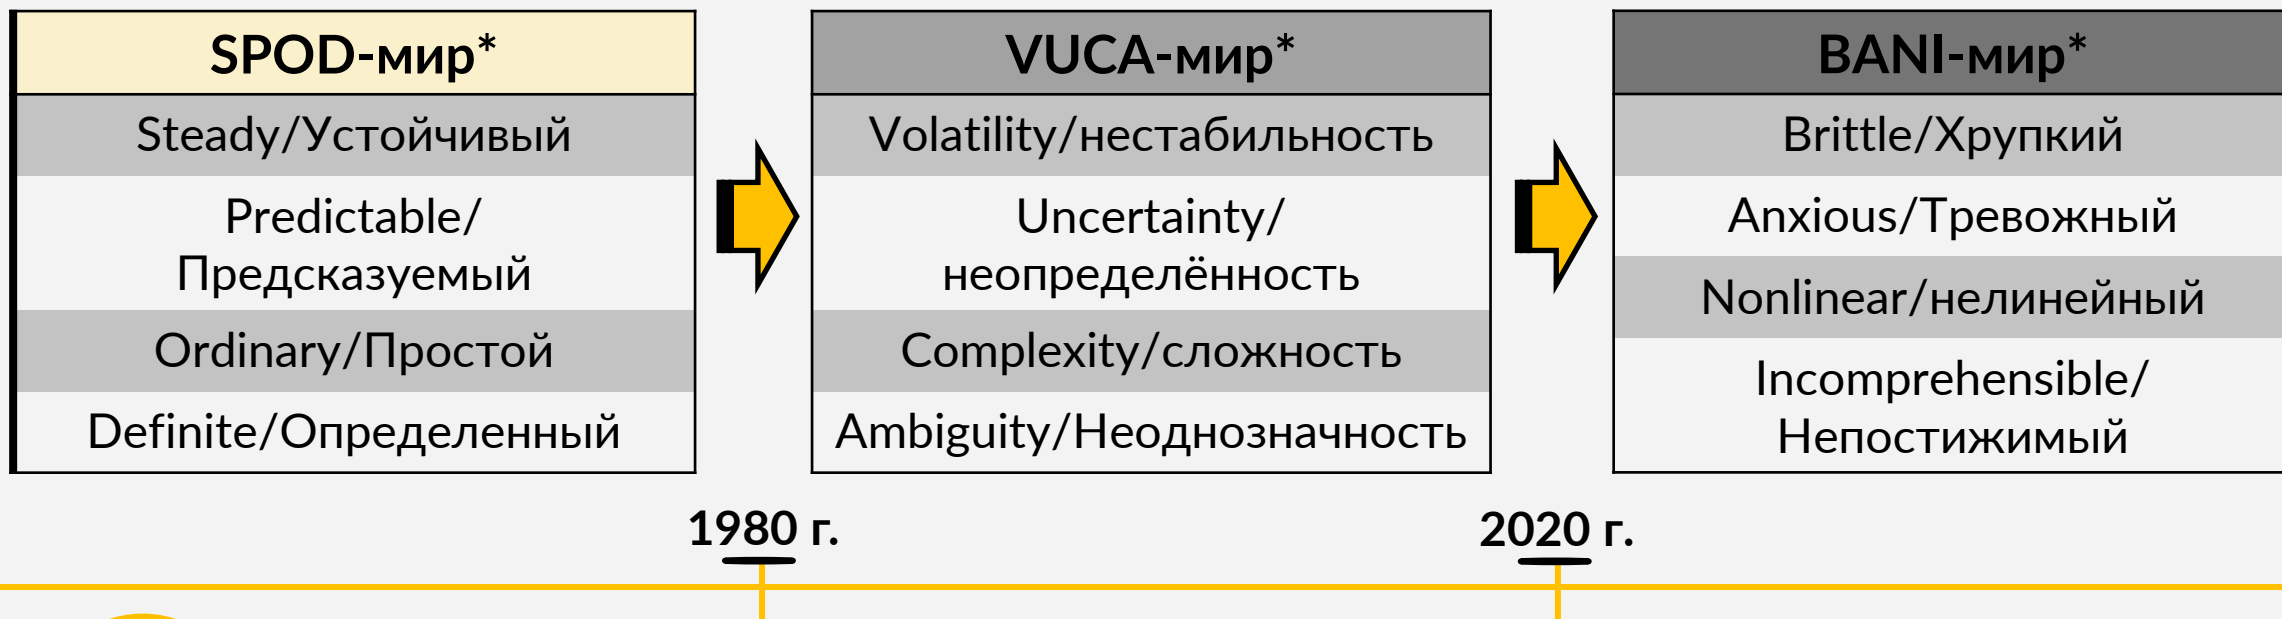 SPOD-мир*
Steady/Устойчивый
Predictable/
Предсказуемый
Ordinary/Простой
Definite/Определенный
VUCA-мир*
Volatility/нестабильность
Uncertainty/
неопределённость
Complexity/сложность
Ambiguity/Неоднозначность
BANI-мир*
Brittle/Хрупкий
Anxious/Тревожный
Nonlinear/нелинейный
Incomprehensible/
Непостижимый
1980 г.
2020 г.